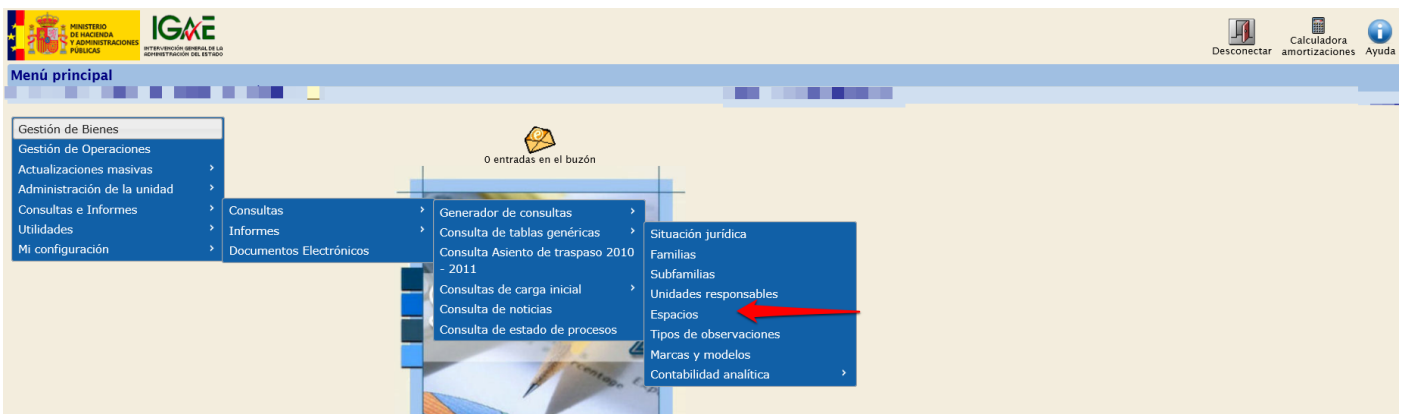 MINISTERIO
DE HACIENDA
Y ADMINISTRACIONES
PÚBLICAS
IGAE
INTERVENCIÓN GENERAL DE LA
ADMINISTRACIÓN DEL ESTADO
Desconectar
Calculadora
amortizaciones
Ayuda
Menú principal
Gestión de Bienes
Gestión de Operaciones
Actualizaciones masivas
Administración de la unidad
Consultas e Informes
Utilidades
Mi configuración
0 entradas en el buzón
Consultas
Informes
Documentos Electrónicos
Generador de consultas
Consulta de tablas genéricas
Consulta Asiento de traspaso 2010
- 2011
Consultas de carga inicial
Consulta de noticias
Consulta de estado de procesos
Situación jurídica
Familias
Subfamilias
Unidades responsables
Espacios
Tipos de observaciones
Marcas y modelos
Contabilidad analítica